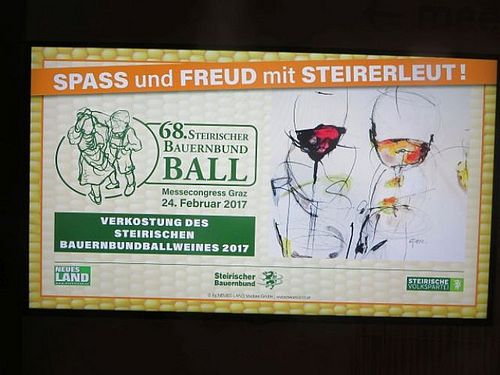 SPASS und FREUD mit STEIRERLEUT!
68. STEIRISCHER
BAUERNBUND
BALL
Messecongress Graz
24. Februar 2017
VERKOSTUNG DES
STEIRISCHEN
BAUERNBUNDBALLWEINES 2017
NEUES
LAND
Steirischer
Bauernbund
STEIRISCHE
VOLKSPARTEI